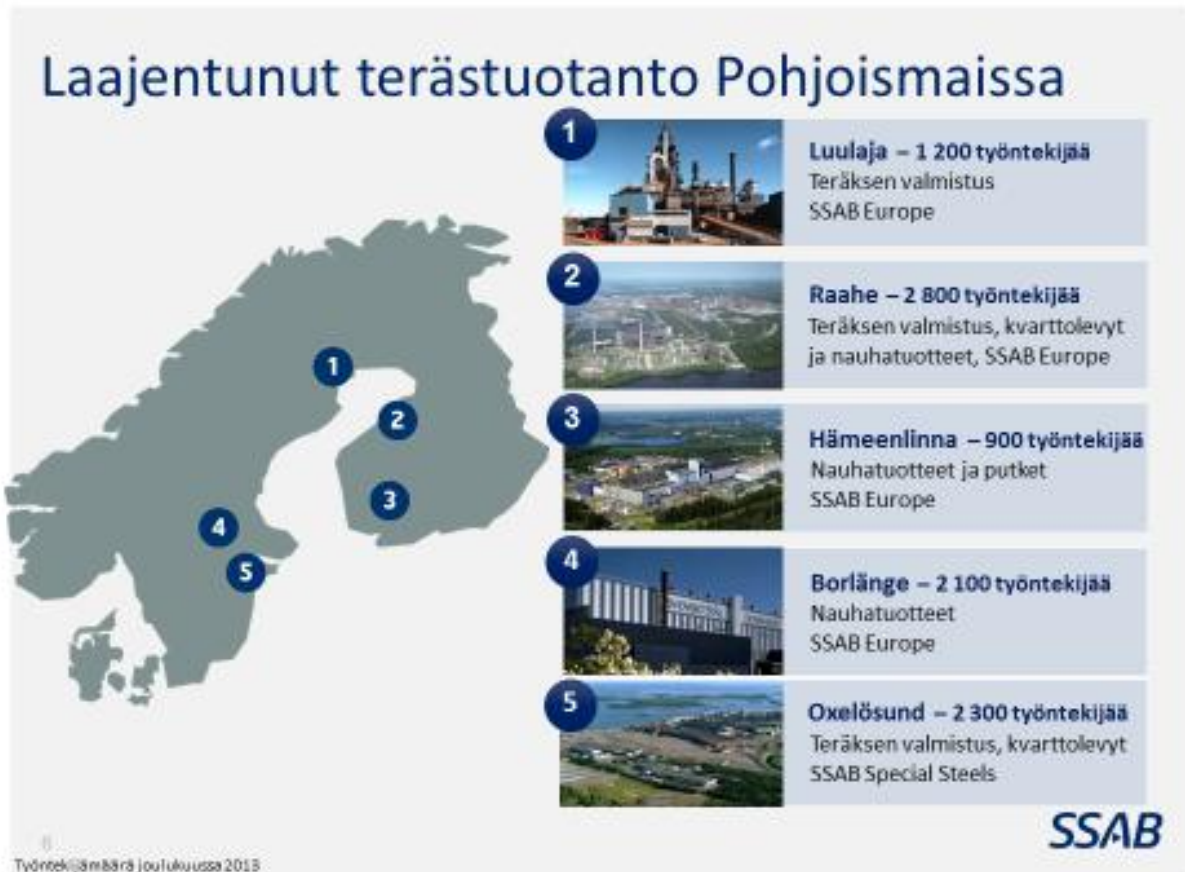 Laajentunut terästuotanto Pohjoismaissa
1
Luulaja – 1 200 työntekijää
Teräksen valmistus
SSAB Europe
2
Raahe – 2 800 työntekijää
Teräksen valmistus, kvarttolevyt
ja nauhatuotteet, SSAB Europe
3
Hämeenlinna – 900 työntekijää
Nauhatuotteet ja putket
SSAB Europe
4
Borlänge – 2 100 työntekijää
Nauhatuotteet
SSAB Europe
5
Oxelösund – 2 300 työntekijää
Teräksen valmistus, kvarttolevyt
SSAB Special Steels
1
2
3
4
5
SSAB
Työntekijämäärä joulukuussa 2013